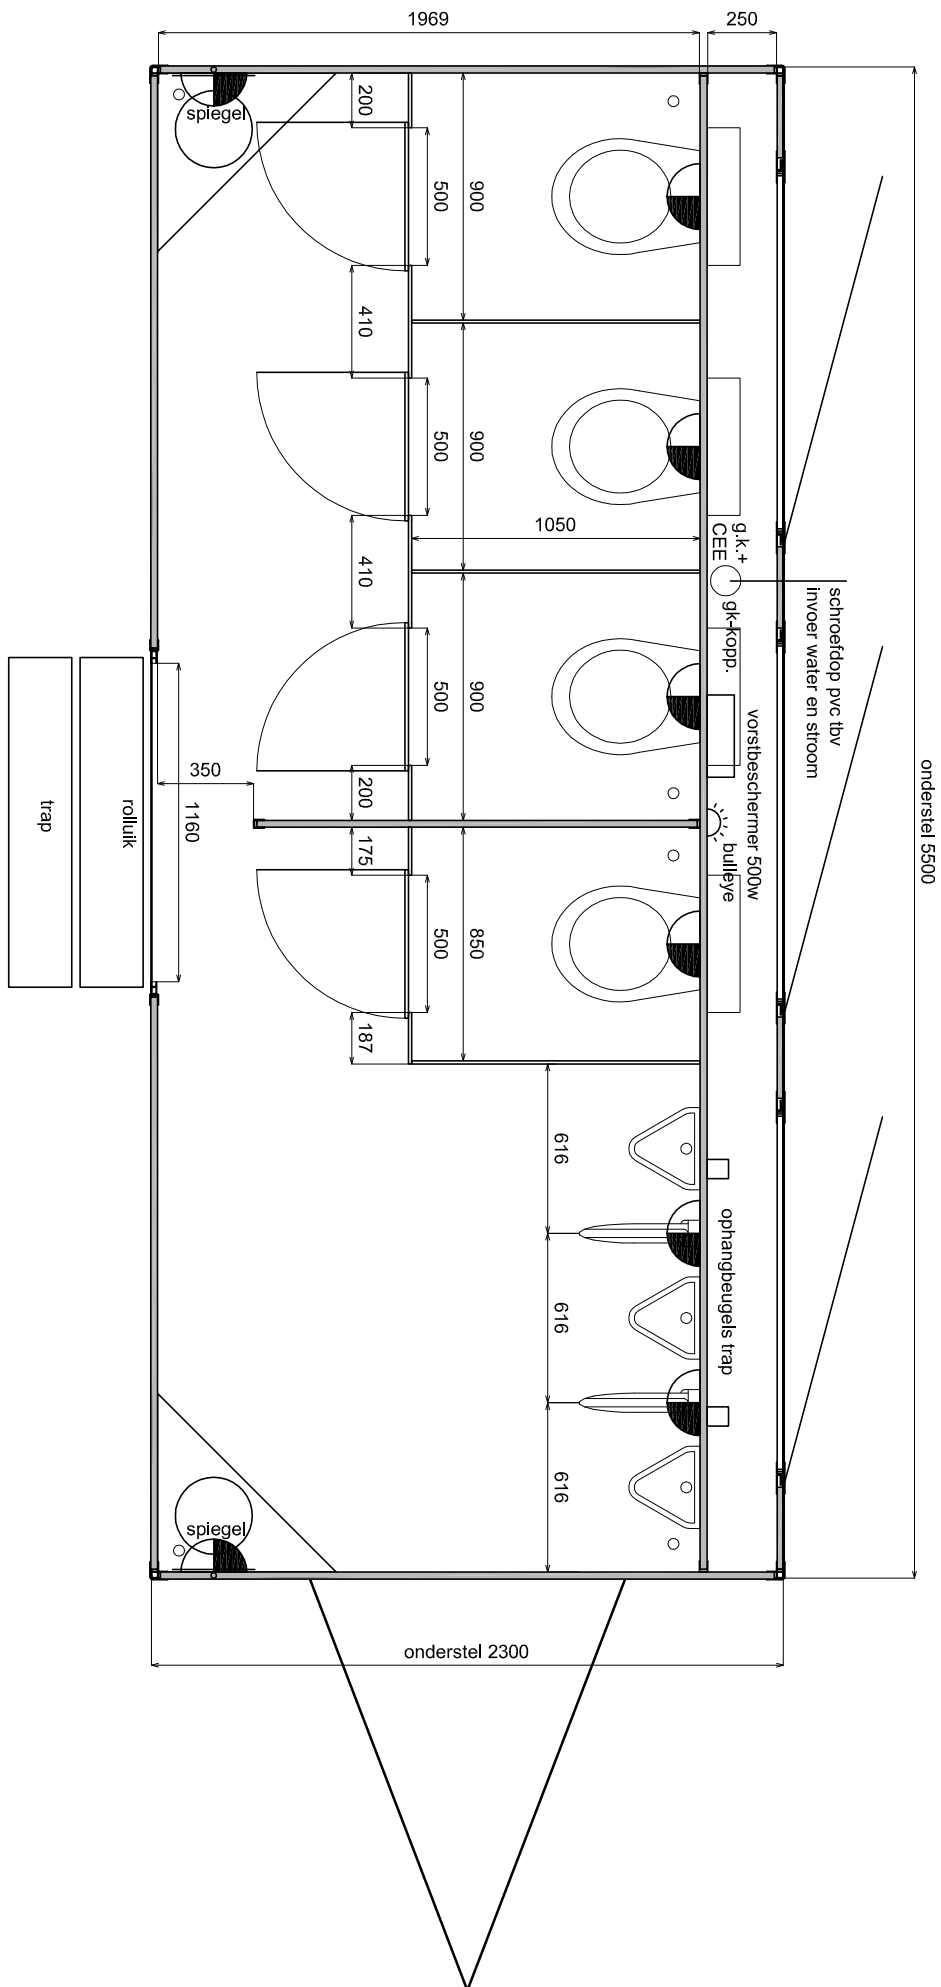 1969
250
spiegel
200
500
900
410
500
900
1050
g.k.+
CEE
gk-kopp.
schroefdop pvc tbv
invoer water en stroom
410
500
900
vorstbeschermer 500w
onderstel 5500
350
200
1160
rolluik
trap
bulleye
175
500
850
187
616
ophangbeugels trap
616
616
spiegel
onderstel 2300